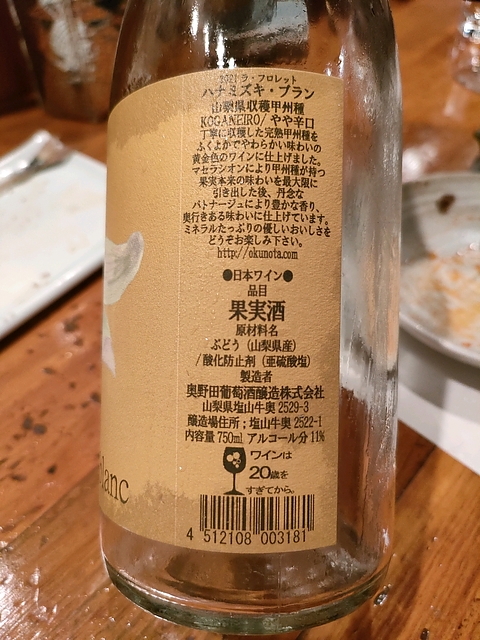 2021 ラ・フロレット
ハナミズキ・ブラン
山梨県収穫甲州種
KOGANEIRO/ やや辛口
丁寧に収穫した完熟甲州種を
ふくよかでやわらかい味わいの
黄金色のワインに仕上げました。
マセラシオンにより甲州種が持つ
果実本来の味わいを最大限に
引き出した後、丹念な
バトナージュにより豊かな香り、
奥行きある味わいに仕上げています。
ミネラルたっぷりの優しいおいしさを
どうぞお楽しみ下さい。
http://okunota.com
●日本ワイン●
品目
果実酒
原材料名
ぶどう（山梨県産）
/酸化防止剤（亜硫酸塩）
製造者
奥野田葡萄酒醸造株式会社
山梨県塩山牛奥 2529-3
醸造場住所；塩山牛奥 2522-1
内容量 750ml アルコール分 11%
ワインは
20歳を
すぎてから。
4 512108 003181
blanc